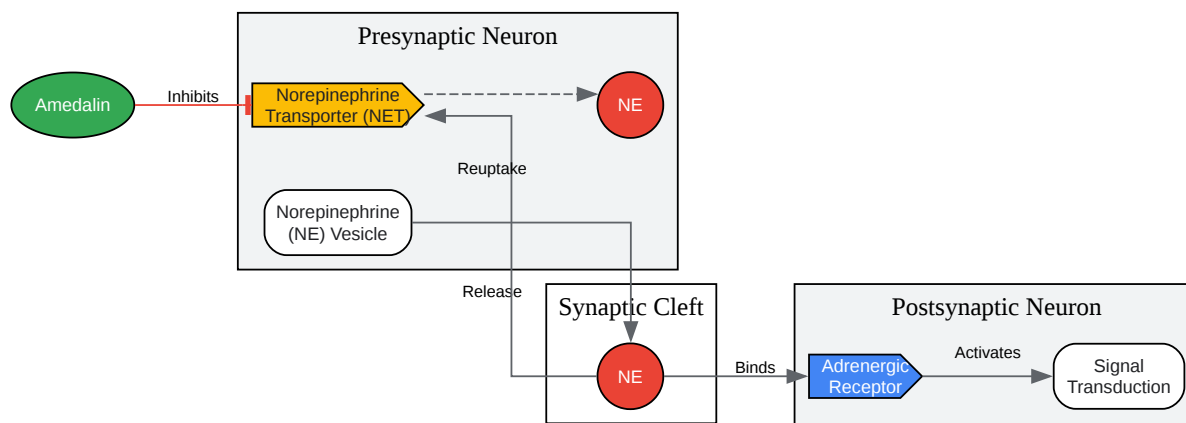 Presynaptic Neuron
Amedalin
Inhibits
Norepinephrine
Transporter (NET)
NE
Reuptake
Norepinephrine
(NE) Vesicle
Release
Synaptic Cleft
NE
Binds
Postsynaptic Neuron
Adrenergic
Receptor
Activates
Signal
Transduction